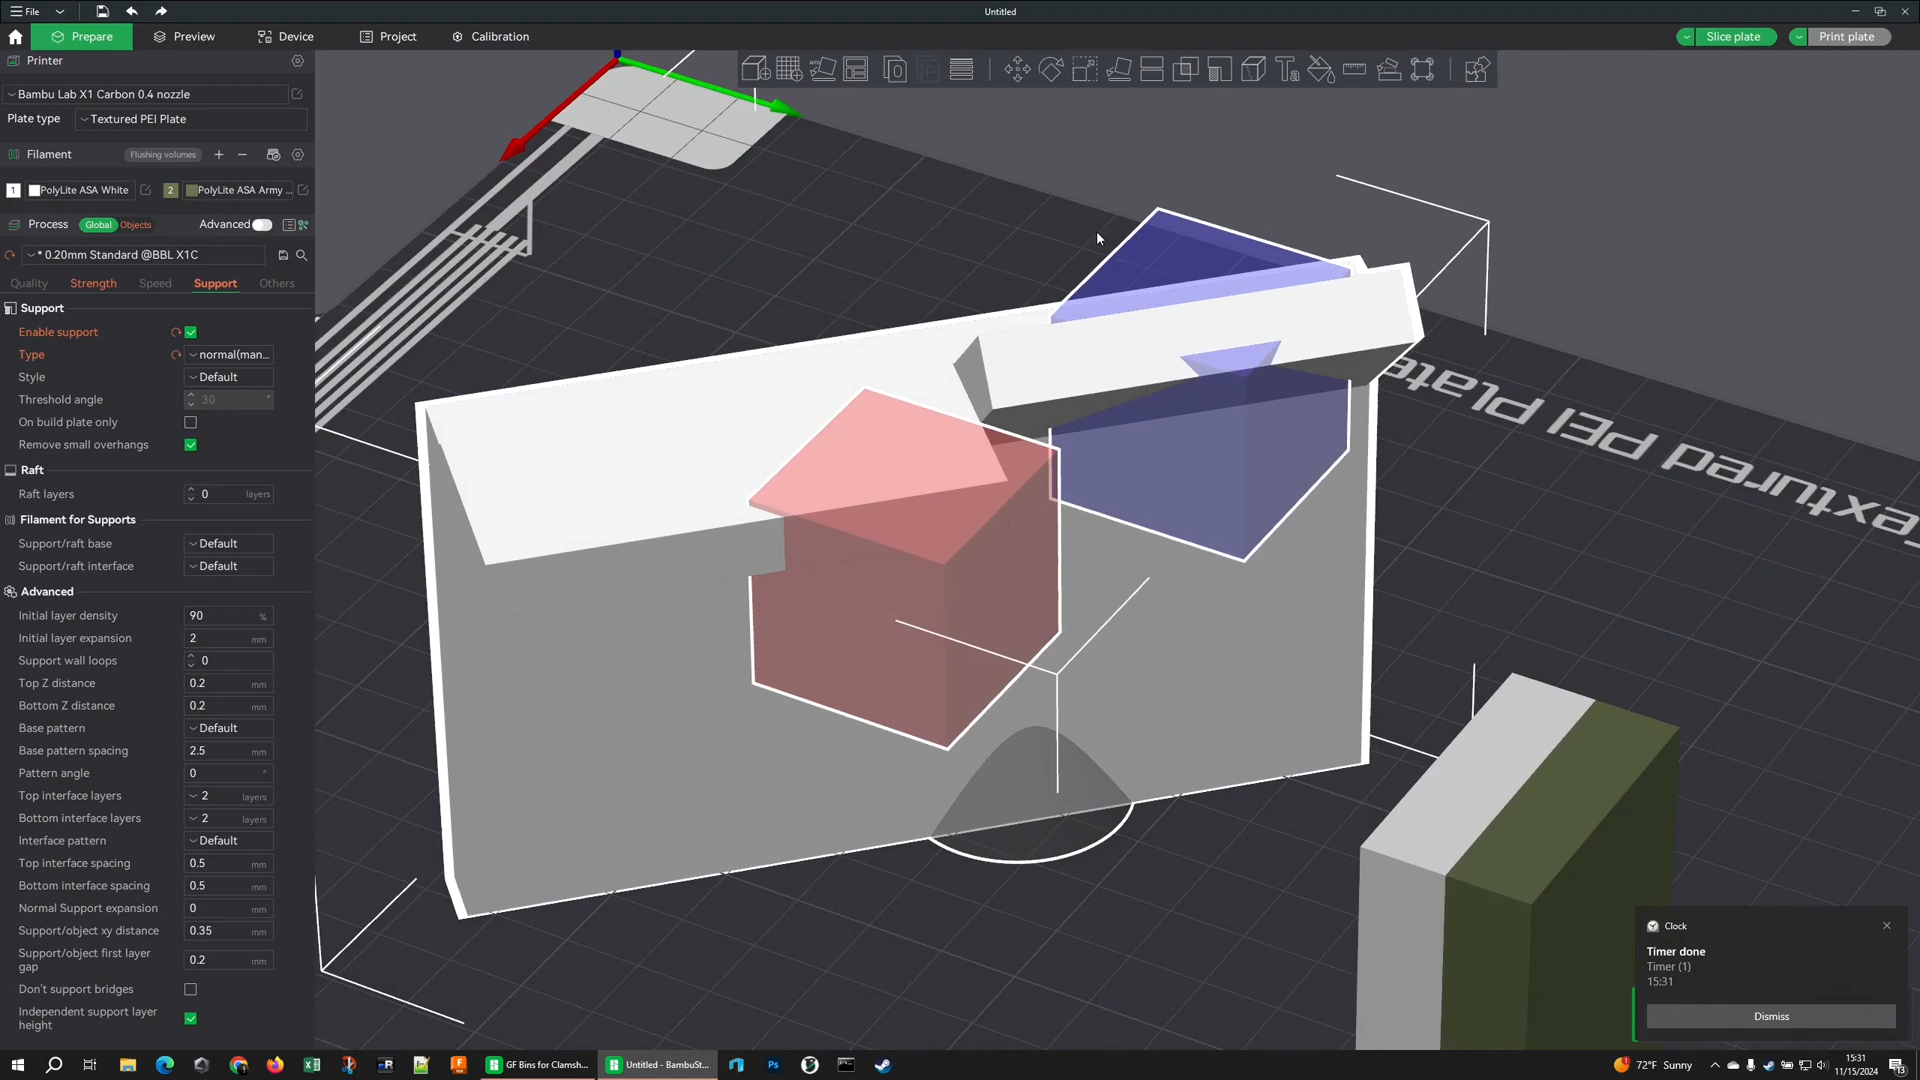 File
Untitled
Prepare
Preview
Device
Project
Calibration
Slice plate
Print plate
Printer
Bambu Lab X1 Carbon 0.4 nozzle
Plate type
Textured PEI Plate
Filament
Flushing volumes
1
PolyLite ASA White
2
PolyLite ASA Army ...
Process
Global
Objects
Advanced
* 0.20mm Standard @BBL X1C
Quality
Strength
Speed
Support
Others
Support
Enable support
Type
normal(man...
Style
Default
Threshold angle
30 °
On build plate only
Remove small overhangs
Raft
Raft layers
0 layers
Filament for Supports
Support/raft base
Default
Support/raft interface
Default
Advanced
Initial layer density
90 %
Initial layer expansion
2 mm
Support wall loops
0
Top Z distance
0.2 mm
Bottom Z distance
0.2 mm
Base pattern
Default
Base pattern spacing
2.5 mm
Pattern angle
0 °
Top interface layers
2 layers
Bottom interface layers
2 layers
Interface pattern
Default
Top interface spacing
0.5 mm
Bottom interface spacing
0.5 mm
Normal Support expansion
0 mm
Support/object xy distance
0.35 mm
Support/object first layer
gap
0.2 mm
Don't support bridges
Independent support layer
height
extured PEI Plate
Clock
Timer done
Timer (1)
15:31
Dismiss
GF Bins for Clamsh...
Untitled - BambuSt...
72°F Sunny
15:31
11/15/2024